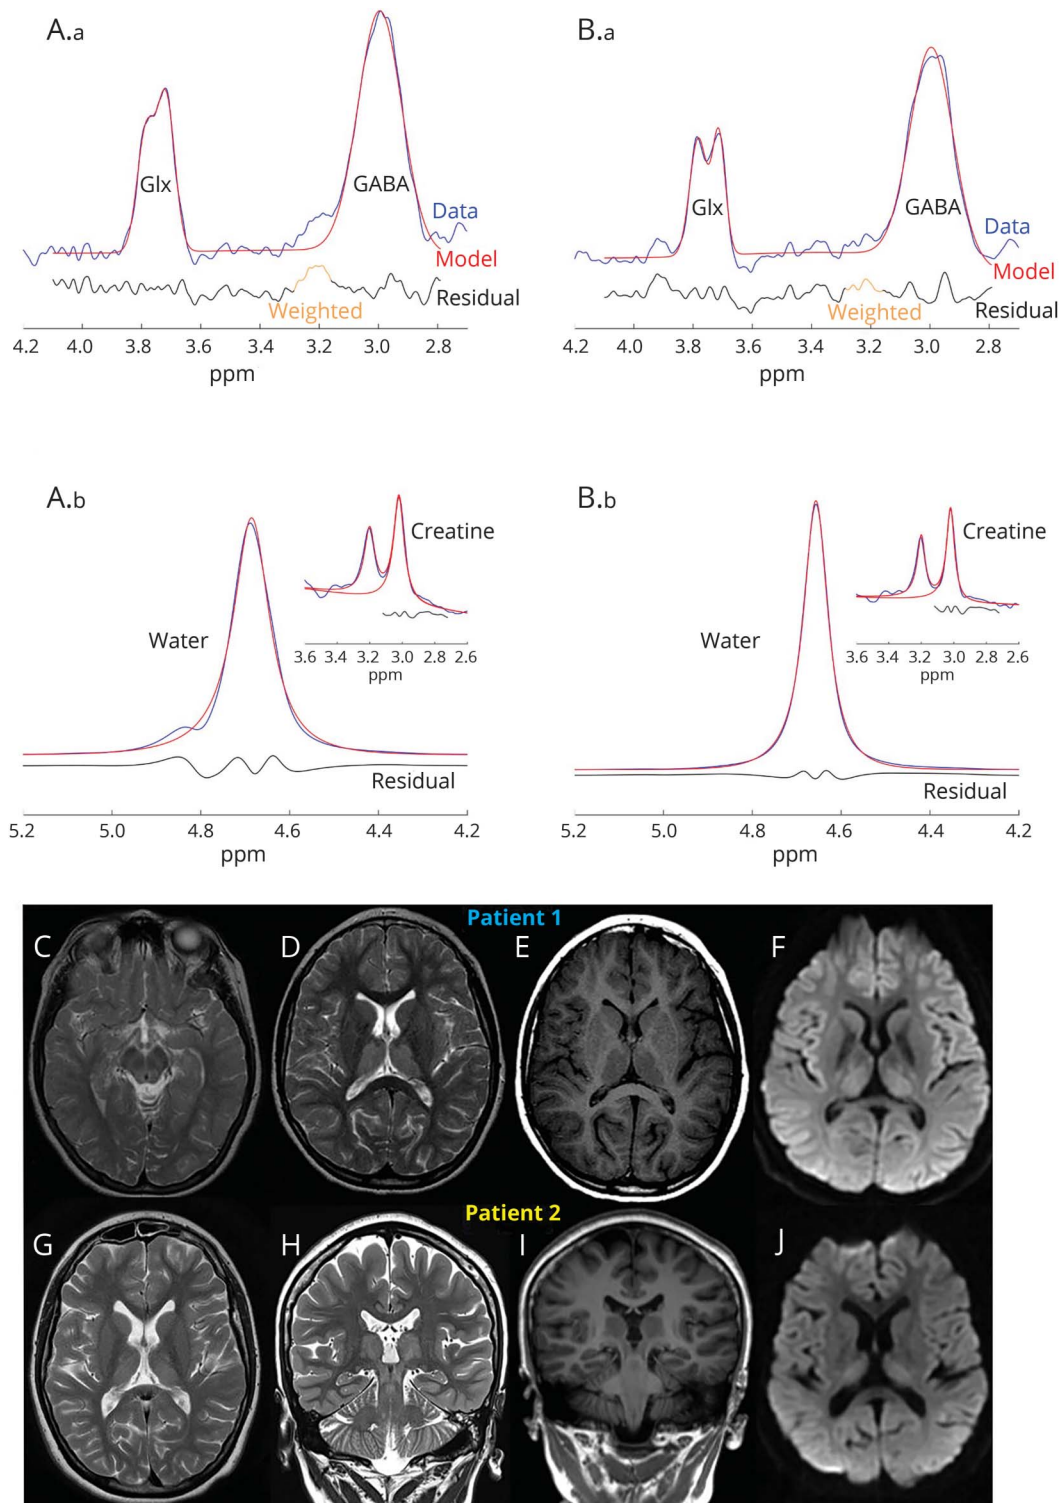 A.a
Glx
GABA
Data
Model
Residual
Weighted
4.2 4.0 3.8 3.6 3.4 3.2 3.0 2.8
ppm
B.a
Glx
GABA
Data
Model
Residual
Weighted
4.2 4.0 3.8 3.6 3.4 3.2 3.0 2.8
ppm
A.b
Creatine
Water
3.6 3.4 3.2 3.0 2.8 2.6
ppm
Residual
5.2 5.0 4.8 4.6 4.4 4.2
ppm
B.b
Creatine
Water
3.6 3.4 3.2 3.0 2.8 2.6
ppm
Residual
5.2 5.0 4.8 4.6 4.4 4.2
ppm
Patient 1
C D E F
Patient 2
G H I J